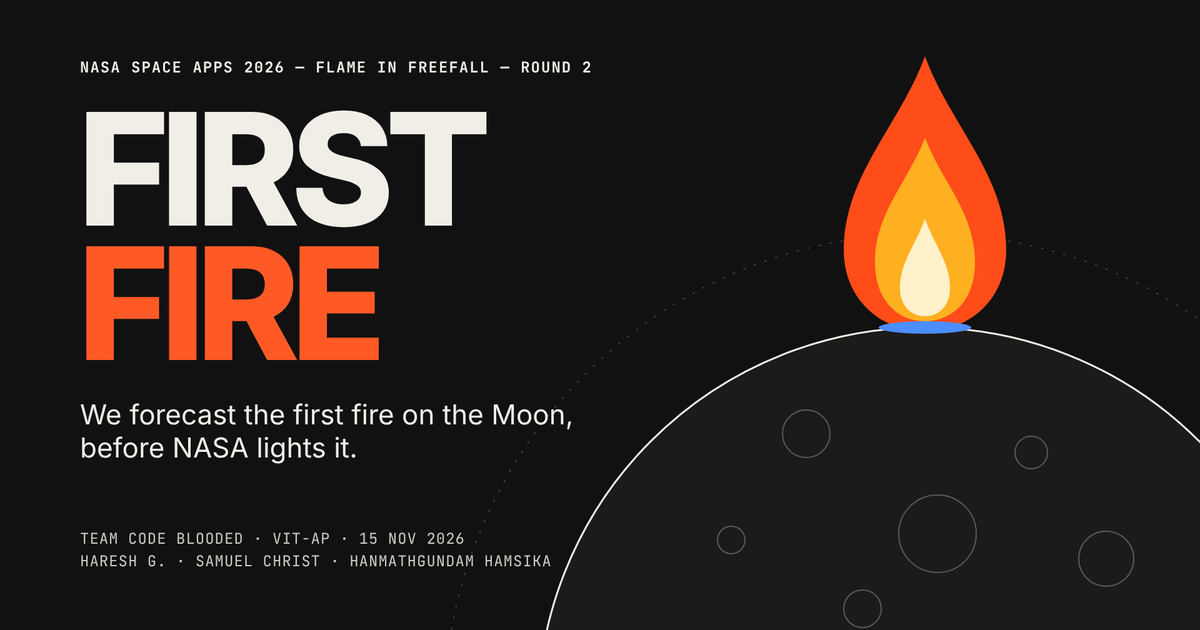 NASA SPACE APPS 2026 — FLAME IN FREEFALL — ROUND 2
FIRST
FIRE
We forecast the first fire on the Moon,
before NASA lights it.
TEAM CODE BLOODED · VIT-AP · 15 NOV 2026
HARESH G. · SAMUEL CHRIST · HANMATHGUNDAM HAMSIKA